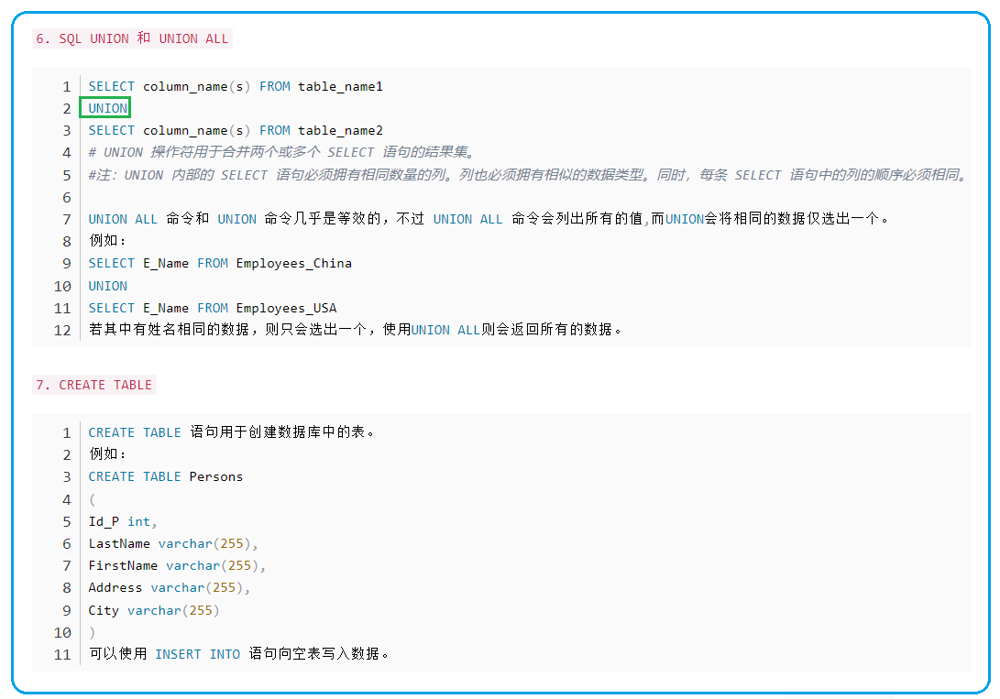 6. SQL UNION 和 UNION ALL
1 SELECT column_name(s) FROM table_name1
2 UNION
3 SELECT column_name(s) FROM table_name2
4 # UNION 操作符用于合并两个或多个 SELECT 语句的结果集。
5 #注: UNION 内部的 SELECT 语句必须拥有相同数量的列。列也必须拥有相似的数据类型。同时, 每条 SELECT 语句中的列的顺序必须相同。
6
7 UNION ALL 命令和 UNION 命令几乎是等效的，不过 UNION ALL 命令会列出所有的值,而UNION会将相同的数据仅选出一个。
8 例如：
9 SELECT E_Name FROM Employees_China
10 UNION
11 SELECT E_Name FROM Employees_USA
12 若其中有姓名相同的数据，则只会选出一个，使用UNION ALL则会返回所有的数据。
7. CREATE TABLE
1 CREATE TABLE 语句用于创建数据库中的表。
2 例如：
3 CREATE TABLE Persons
4 (
5 Id_P int,
6 LastName varchar(255),
7 FirstName varchar(255),
8 Address varchar(255),
9 City varchar(255)
10 )
11 可以使用 INSERT INTO 语句向空表写入数据。